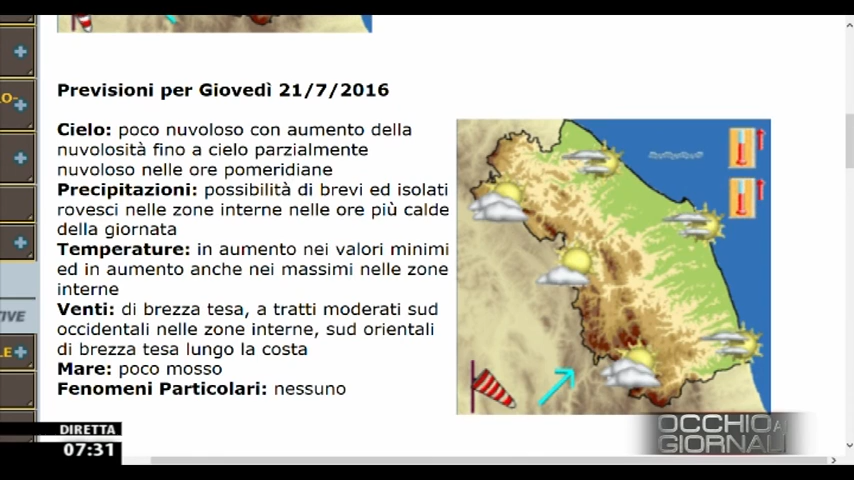 Previsioni per Giovedì 21/7/2016
Cielo: poco nuvoloso con aumento della
nuvolosità fino a cielo parzialmente
nuvoloso nelle ore pomeridiane
Precipitazioni: possibilità di brevi ed isolati
rovesci nelle zone interne nelle ore più calde
della giornata
Temperature: in aumento nei valori minimi
ed in aumento anche nei massimi nelle zone
interne
Venti: di brezza tesa, a tratti moderati sud
occidentali nelle zone interne, sud orientali
di brezza tesa lungo la costa
Mare: poco mosso
Fenomeni Particolari: nessuno
O-
IVE
LE
DIRETTA
07:31
OCCHIO AI
GIORNALI